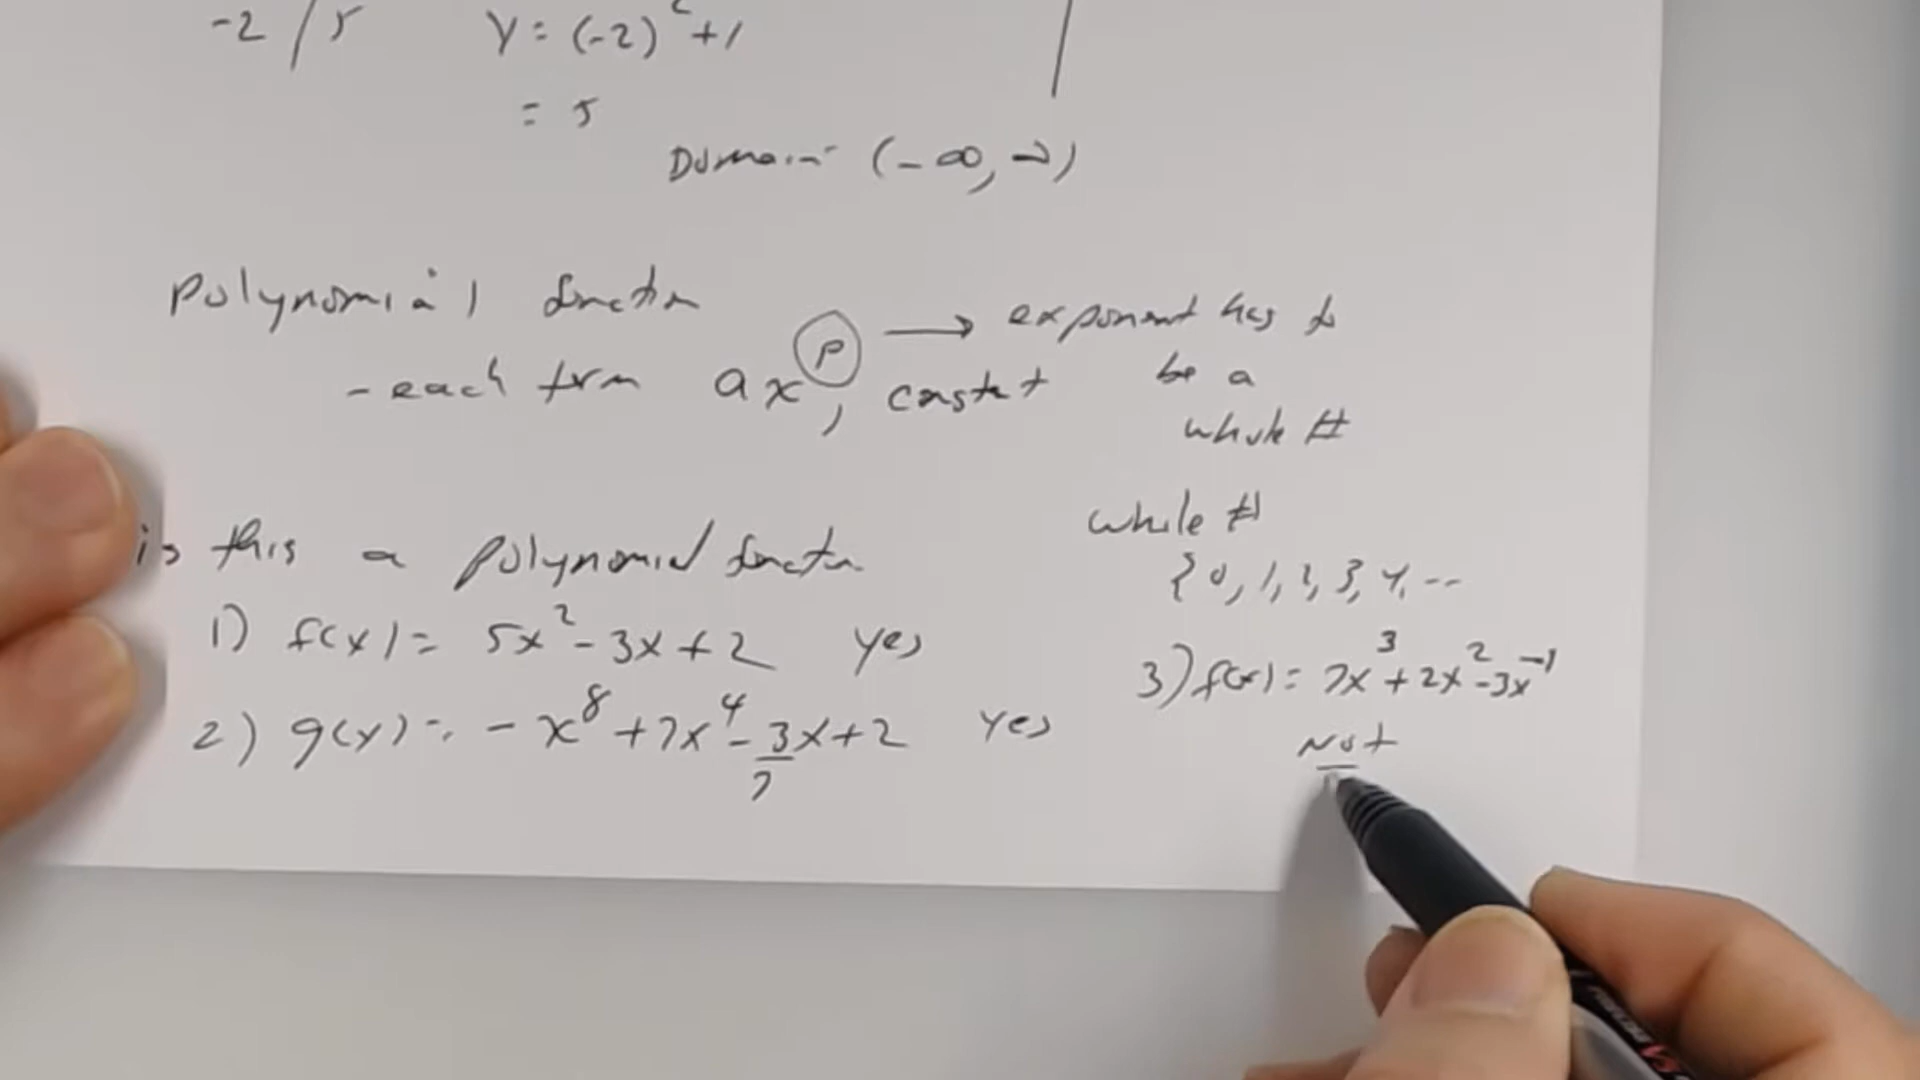 -2 / 5 y = (-2)² + 1
= 5
Domain: (-∞, ∞)
polynomial function
- each term ax^p, constant → exponent has to
be a
whole #
whole #
{0, 1, 2, 3, 4, --
is this a polynomial function
1) f(x) = 5x² - 3x + 2 yes
2) g(x) = -x⁸ + 7x⁴ - 3/7x + 2 yes
3) f(x) = 7x³ + 2x² - 3x⁻¹
Not